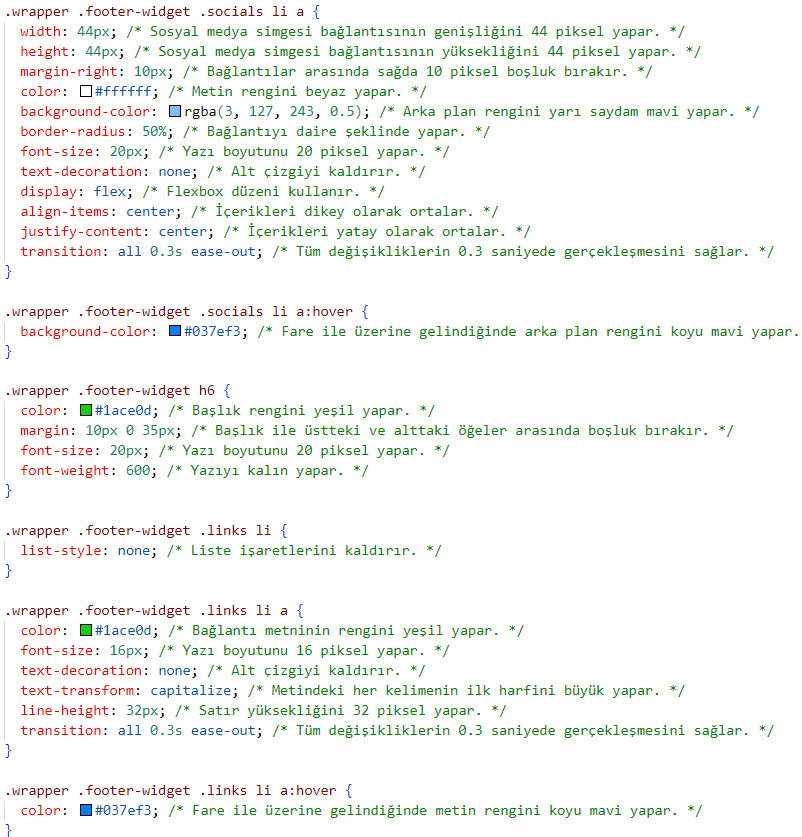 .wrapper .footer-widget .socials li a {
width: 44px; /* Sosyal medya simgesi bağlantısının genişliğini 44 piksel yapar. */
height: 44px; /* Sosyal medya simgesi bağlantısının yüksekliğini 44 piksel yapar. */
margin-right: 10px; /* Bağlantılar arasında sağda 10 piksel boşluk bırakır. */
color: #ffffff; /* Metin rengini beyaz yapar. */
background-color: rgba(3, 127, 243, 0.5); /* Arka plan rengini yarı saydam mavi yapar. */
border-radius: 50%; /* Bağlantıyı daire şeklinde yapar. */
font-size: 20px; /* Yazı boyutunu 20 piksel yapar. */
text-decoration: none; /* Alt çizgiyi kaldırır. */
display: flex; /* Flexbox düzeni kullanır. */
align-items: center; /* İçerikleri dikey olarak ortalar. */
justify-content: center; /* İçerikleri yatay olarak ortalar. */
transition: all 0.3s ease-out; /* Tüm değişikliklerin 0.3 saniyede gerçekleşmesini sağlar. */
}
.wrapper .footer-widget .socials li a:hover {
background-color: #037ef3; /* Fare ile üzerine gelindiğinde arka plan rengini koyu mavi yapar.
}
.wrapper .footer-widget h6 {
color: #1ace0d; /* Başlık rengini yeşil yapar. */
margin: 10px 0 35px; /* Başlık ile üstteki ve alttaki öğeler arasında boşluk bırakır. */
font-size: 20px; /* Yazı boyutunu 20 piksel yapar. */
font-weight: 600; /* Yazıyı kalın yapar. */
}
.wrapper .footer-widget .links li {
list-style: none; /* Liste işaretlerini kaldırır. */
}
.wrapper .footer-widget .links li a {
color: #1ace0d; /* Bağlantı metninin rengini yeşil yapar. */
font-size: 16px; /* Yazı boyutunu 16 piksel yapar. */
text-decoration: none; /* Alt çizgiyi kaldırır. */
text-transform: capitalize; /* Metindeki her kelimenin ilk harfini büyük yapar. */
line-height: 32px; /* Satır yüksekliğini 32 piksel yapar. */
transition: all 0.3s ease-out; /* Tüm değişikliklerin 0.3 saniyede gerçekleşmesini sağlar. */
}
.wrapper .footer-widget .links li a:hover {
color: #037ef3; /* Fare ile üzerine gelindiğinde metin rengini koyu mavi yapar. */
}